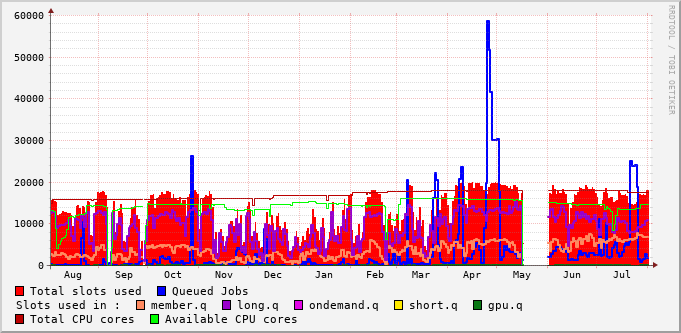 60000
50000
40000
30000
20000
10000
0
Aug Sep Oct Nov Dec Jan Feb Mar Apr May Jun Jul
RRDTOOL / TOBI OETIKER
Total slots used Queued Jobs
Slots used in : member.q long.q ondemand.q short.q gpu.q
Total CPU cores Available CPU cores